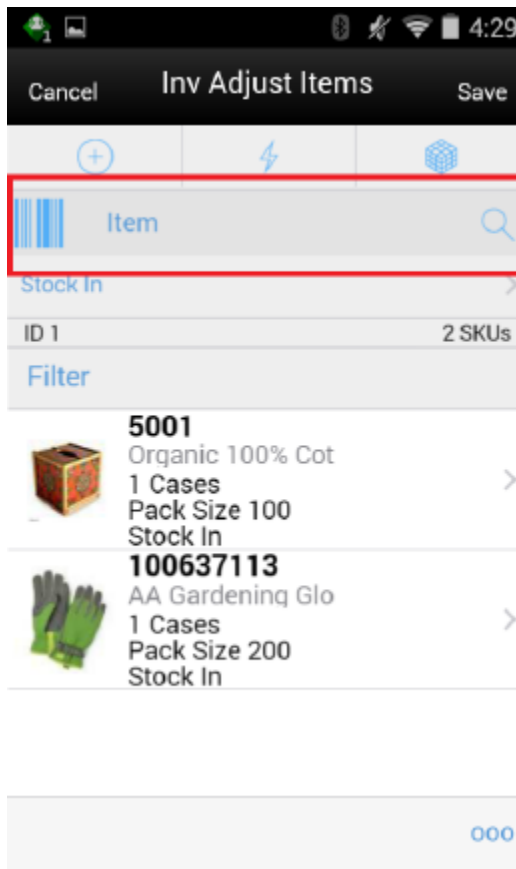 1 4:29
Cancel Inv Adjust Items Save
Item
Stock In
ID 1 2 SKUs
Filter
5001
Organic 100% Cot
1 Cases
Pack Size 100
Stock In
100637113
AA Gardening Glo
1 Cases
Pack Size 200
Stock In
ooo